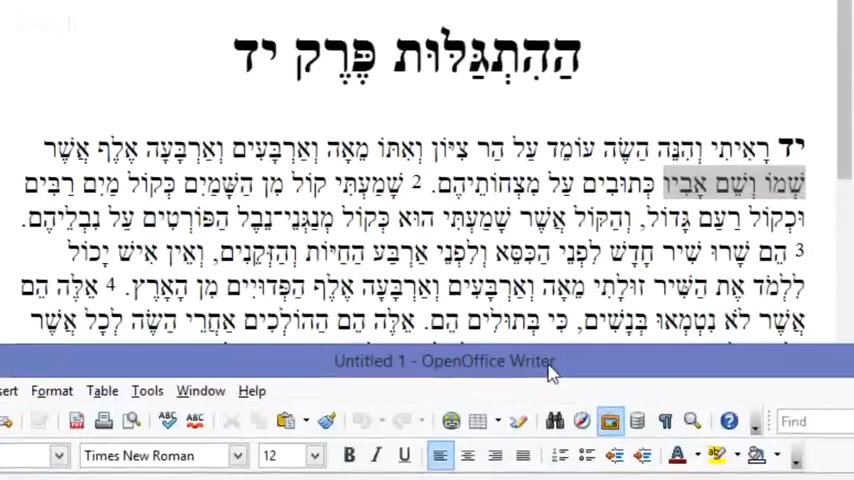 הַהִתְגַּלּוּת פֶּרֶק יד
יד רָאִיתִי וְהִנֵּה הַשֶּׂה עוֹמֵד עַל הַר צִיּוֹן וְאִתּוֹ מֵאָה וְאַרְבָּעִים וְאַרְבָּעָה אֶלֶף אֲשֶׁר
שְׁמוֹ וְשֵׁם אָבִיו כְּתוּבִים עַל מִצְחוֹתֵיהֶם. 2 שָׁמַעְתִּי קוֹל מִן הַשָּׁמַיִם כְּקוֹל מַיִם רַבִּים
וּכְקוֹל רַעַם גָּדוֹל, וְהַקּוֹל אֲשֶׁר שָׁמַעְתִּי הוּא כְּקוֹל מְנַגְּנֵי־נֵבֶל הַפּוֹרְטִים עַל נִבְלֵיהֶם.
3 הֵם שָׁרוּ שִׁיר חָדָשׁ לִפְנֵי הַכִּסֵּא וְלִפְנֵי אַרְבַּע הַחַיּוֹת וְהַזְּקֵנִים, וְאֵין אִישׁ יָכוֹל
לִלְמֹד אֶת הַשִּׁיר זוּלָתִי מֵאָה וְאַרְבָּעִים וְאַרְבָּעָה אֶלֶף הַפְּדוּיִים מִן הָאָרֶץ. 4 אֵלֶּה הֵם
אֲשֶׁר לֹא נִטְמְאוּ בְּנָשִׁים, כִּי בְּתוּלִים הֵם. אֵלֶּה הֵם הַהוֹלְכִים אַחֲרֵי הַשֶּׂה לְכָל אֲשֶׁר
Untitled 1 - OpenOffice Writer
Format Table Tools Window Help
Find
Times New Roman 12 B I U